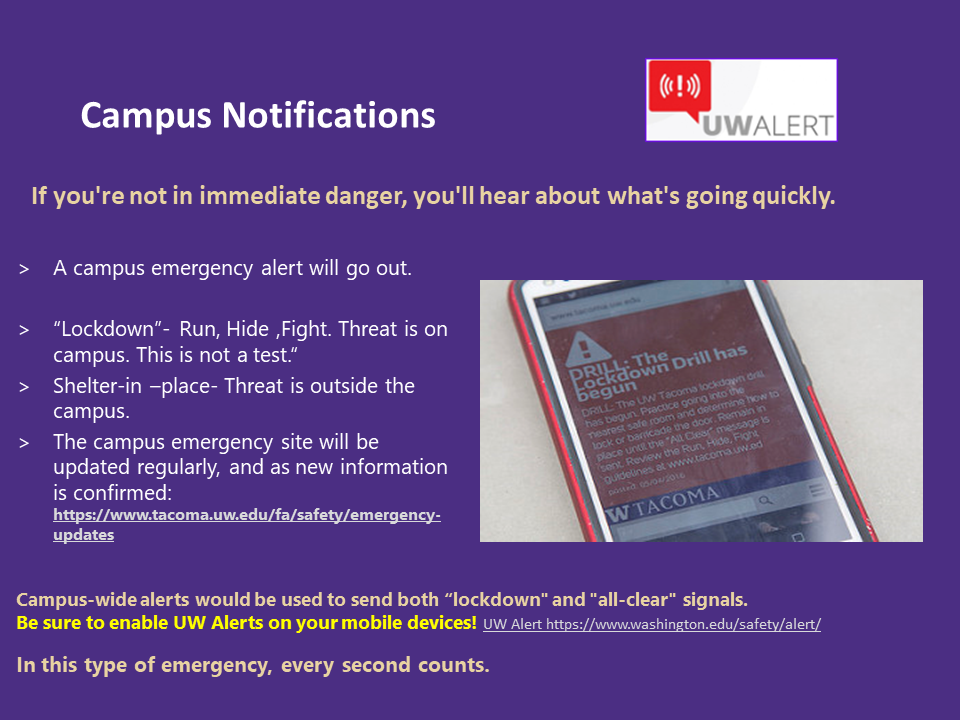 Campus Notifications
((!))
UWALERT
If you're not in immediate danger, you'll hear about what's going quickly.
> A campus emergency alert will go out.
> “Lockdown”- Run, Hide ,Fight. Threat is on
campus. This is not a test.“
> Shelter-in –place- Threat is outside the
campus.
> The campus emergency site will be
updated regularly, and as new information
is confirmed:
https://www.tacoma.uw.edu/fa/safety/emergency-
updates
www.tacoma.uw.edu
DRILL: The
Lockdown Drill has
begun
DRILL: The UW Tacoma lockdown drill
has begun. Practice going into the
nearest safe room and determine how to
lock or barricade the door. Remain in
place until the "All Clear" message is
sent. Review the Run, Hide, Fight
guidelines at www.tacoma.uw.ed
posted: 05/04/2016
W TACOMA
Campus-wide alerts would be used to send both “lockdown" and "all-clear" signals.
Be sure to enable UW Alerts on your mobile devices! UW Alert https://www.washington.edu/safety/alert/
In this type of emergency, every second counts.